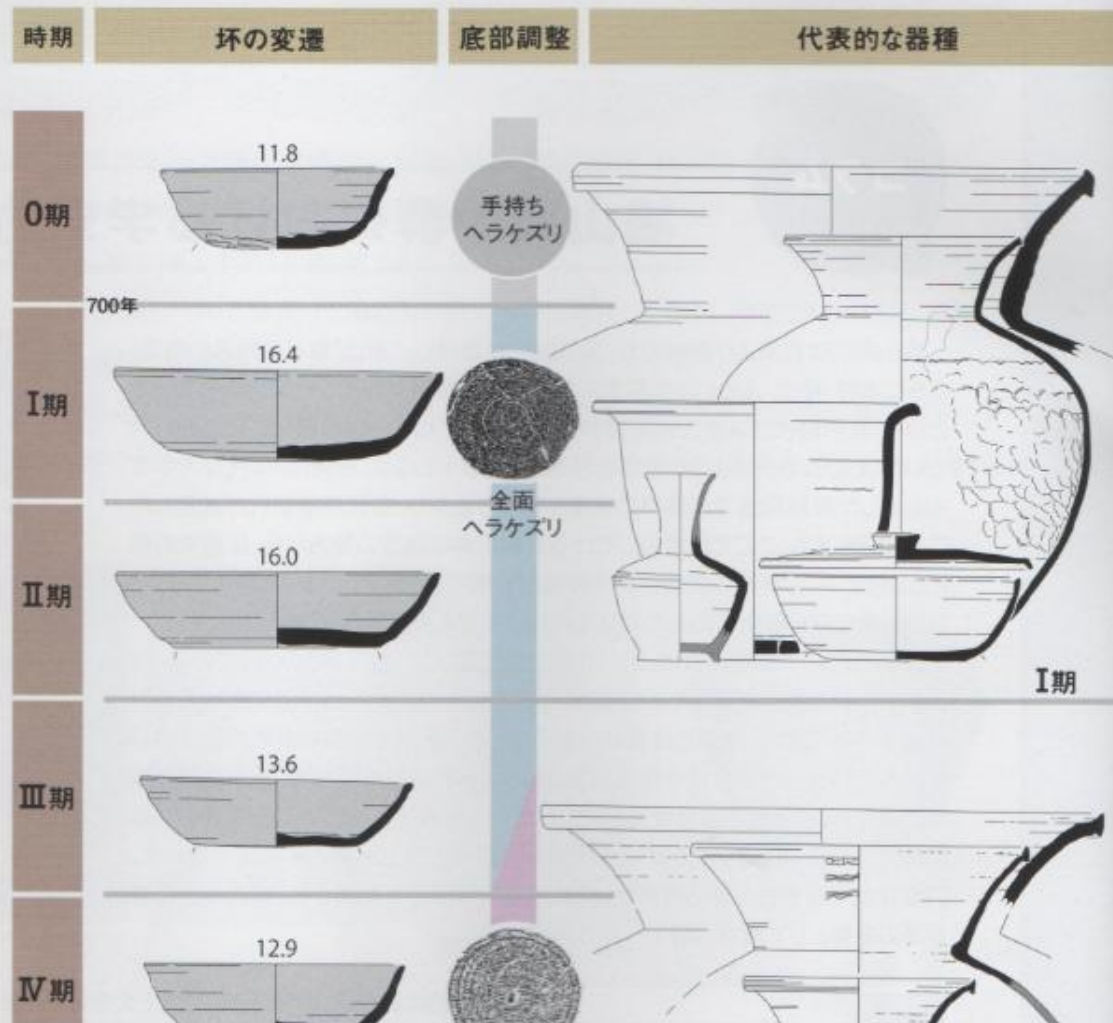 時期 坏の変遷 底部調整 代表的な器種
0期
11.8
手持ち
ヘラケズリ
700年
I期
16.4
全面
ヘラケズリ
II期
16.0
I期
III期
13.6
IV期
12.9